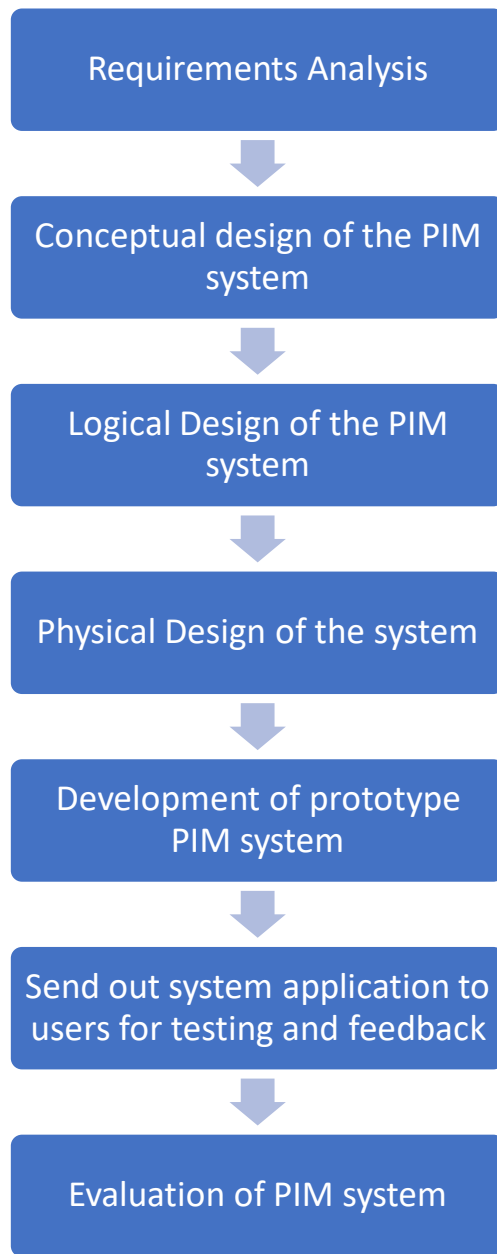 Requirements Analysis
Conceptual design of the PIM
system
Logical Design of the PIM
system
Physical Design of the system
Development of prototype
PIM system
Send out system application to
users for testing and feedback
Evaluation of PIM system